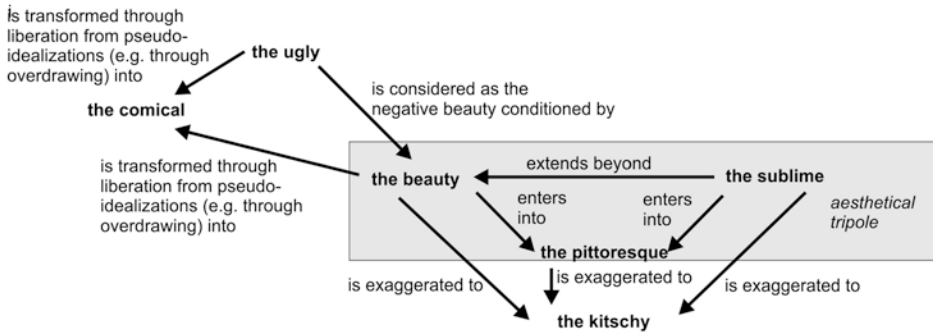 is transformed through
liberation from pseudo-
idealizations (e.g. through
overdrawing) into
the ugly
is considered as the
negative beauty conditioned by
the comical
is transformed through
liberation from pseudo-
idealizations (e.g. through
overdrawing) into
the beauty
extends beyond
the sublime
enters
into
enters
into
aesthetical
tripole
the pittoresque
is exaggerated to
is exaggerated to
is exaggerated to
the kitschy